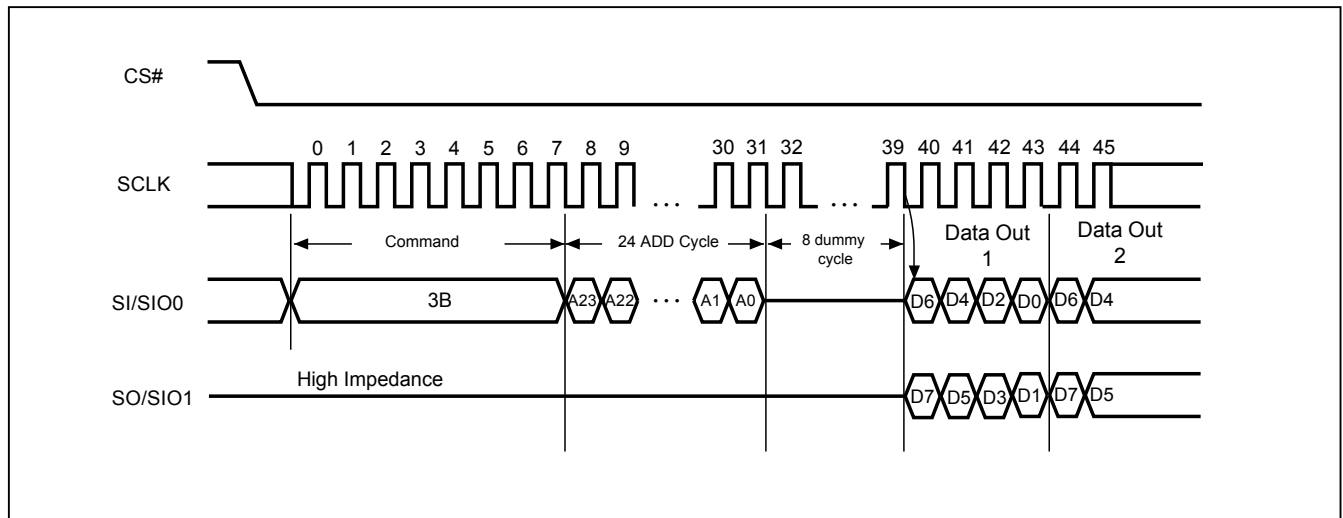 CS#
0 1 2 3 4 5 6 7 8 9 30 31 32 39 40 41 42 43 44 45
SCLK
... ...
Command 24 ADD Cycle 8 dummy cycle Data Out 1 Data Out 2
SI/SIO0 3B A23 A22 ... A1 A0 D6 D4 D2 D0 D6 D4
High Impedance
SO/SIO1 D7 D5 D3 D1 D7 D5